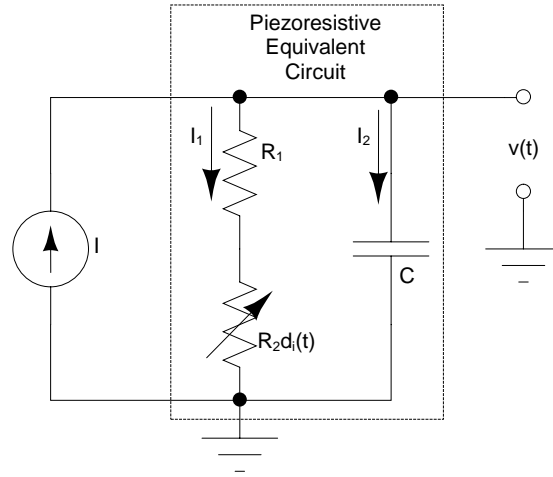 Piezoresistive
Equivalent
Circuit
I₁
R₁
I₂
v(t)
I
C
R₂dᵢ(t)